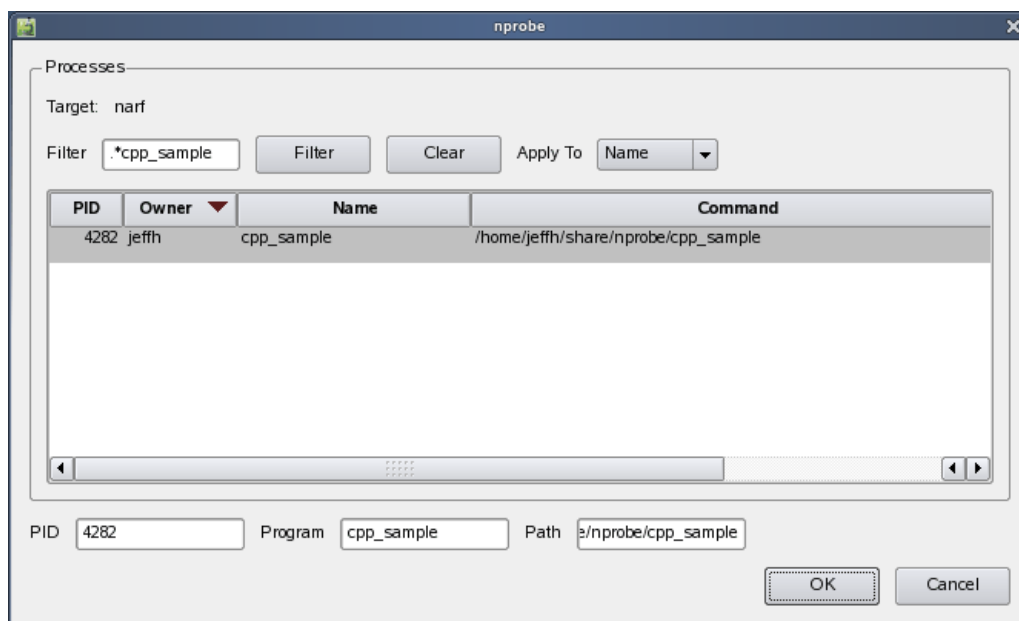 nprobe
Processes
Target: narf
Filter .*cpp_sample Filter Clear Apply To Name
PID Owner Name Command
4282 jeffh cpp_sample /home/jeffh/share/nprobe/cpp_sample
PID 4282 Program cpp_sample Path e/nprobe/cpp_sample
OK Cancel